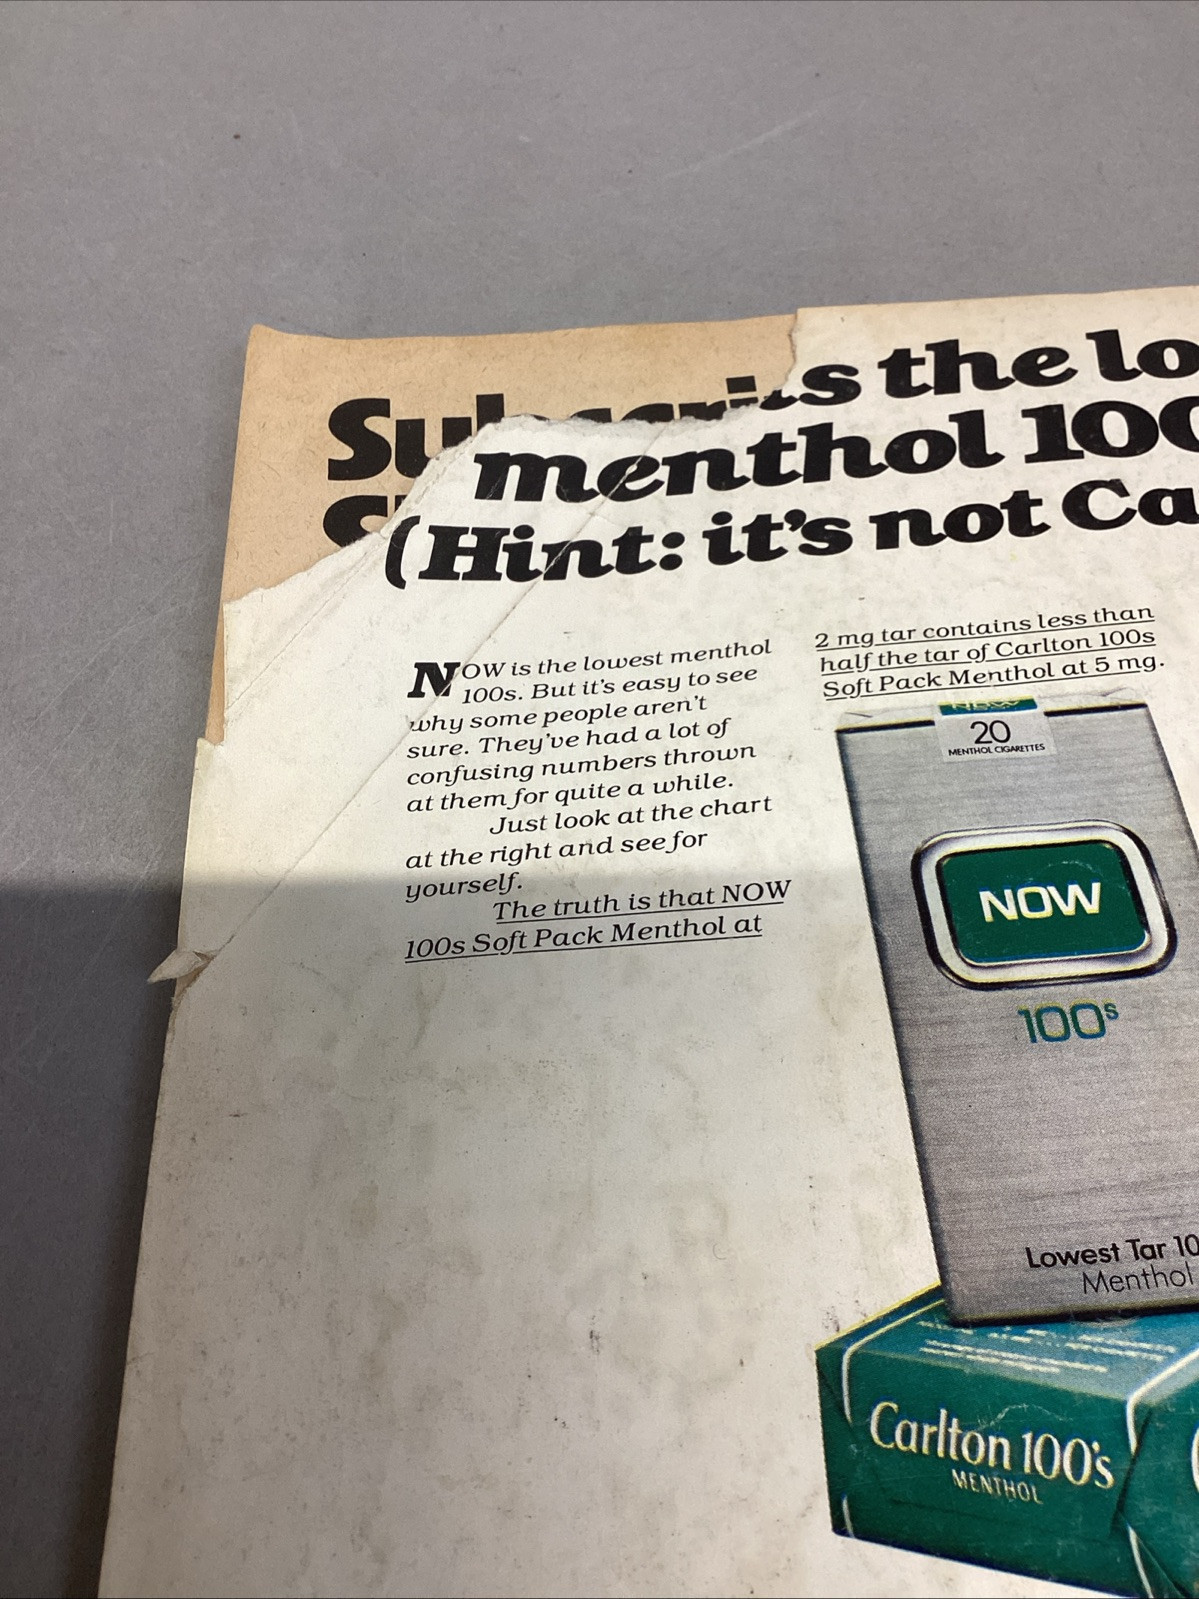 Subscri
s the lo
menthol 100
(Hint: it's not Ca
NOW is the lowest menthol
100s. But it's easy to see
why some people aren't
sure. They've had a lot of
confusing numbers thrown
at them for quite a while.
Just look at the chart
at the right and see for
yourself.
The truth is that NOW
100s Soft Pack Menthol at
2 mg tar contains less than
half the tar of Carlton 100s
Soft Pack Menthol at 5 mg.
NOW
20
MENTHOL CIGARETTES
NOW
100s
Lowest Tar 10
Menthol
Carlton 100's
MENTHOL